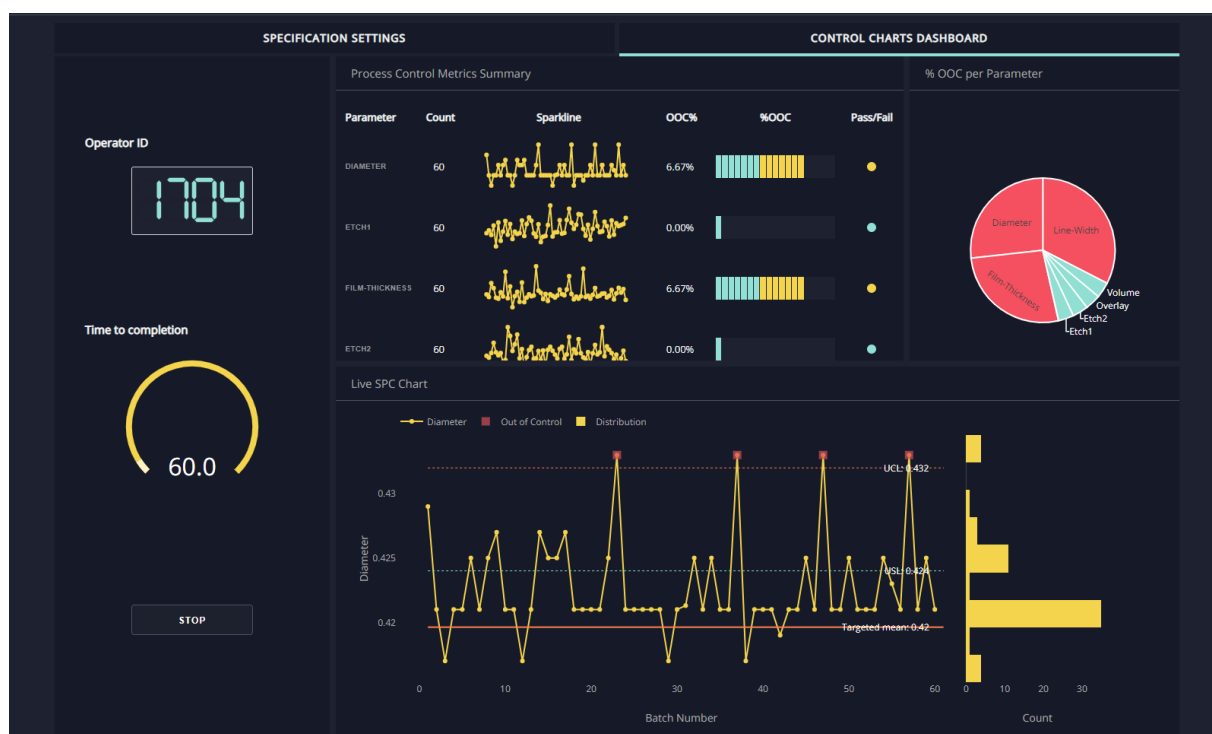 SPECIFICATION SETTINGS
CONTROL CHARTS DASHBOARD
Operator ID
1704
Time to completion
60.0
STOP
Process Control Metrics Summary
Parameter Count Sparkline OOC% %OOC Pass/Fail
DIAMETER 60 6.67%
ETCH1 60 0.00%
FILM-THICKNESS 60 6.67%
ETCH2 60 0.00%
% OOC per Parameter
Diameter
Line-Width
Film-Thickness
Volume
Overlay
Etch2
Etch1
Live SPC Chart
Diameter Out of Control Distribution
UCL: 0.432
0.43
Diameter
0.425
USL: 0.424
0.42
Targeted mean: 0.42
0 10 20 30 40 50 60
Batch Number
0 10 20 30
Count